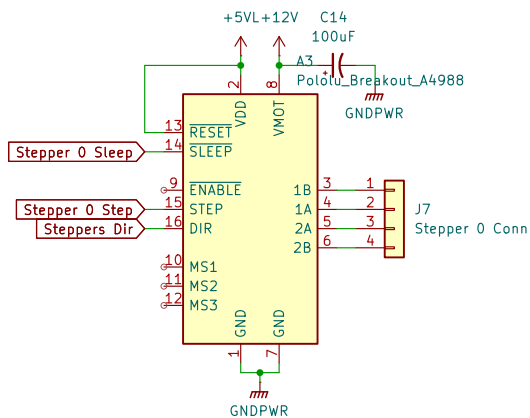 +5VL+12V
C14
100uF
A3
Pololu_Breakout_A4988
GNDPWR
2
8
VDD
VMOT
13
RESET
Stepper 0 Sleep
14
SLEEP
9
ENABLE
1B
3
1
Stepper 0 Step
15
STEP
1A
4
2
J7
Steppers Dir
16
DIR
2A
5
3
Stepper 0 Conn
2B
6
4
10
MS1
11
MS2
12
MS3
GND
GND
1
7
GNDPWR